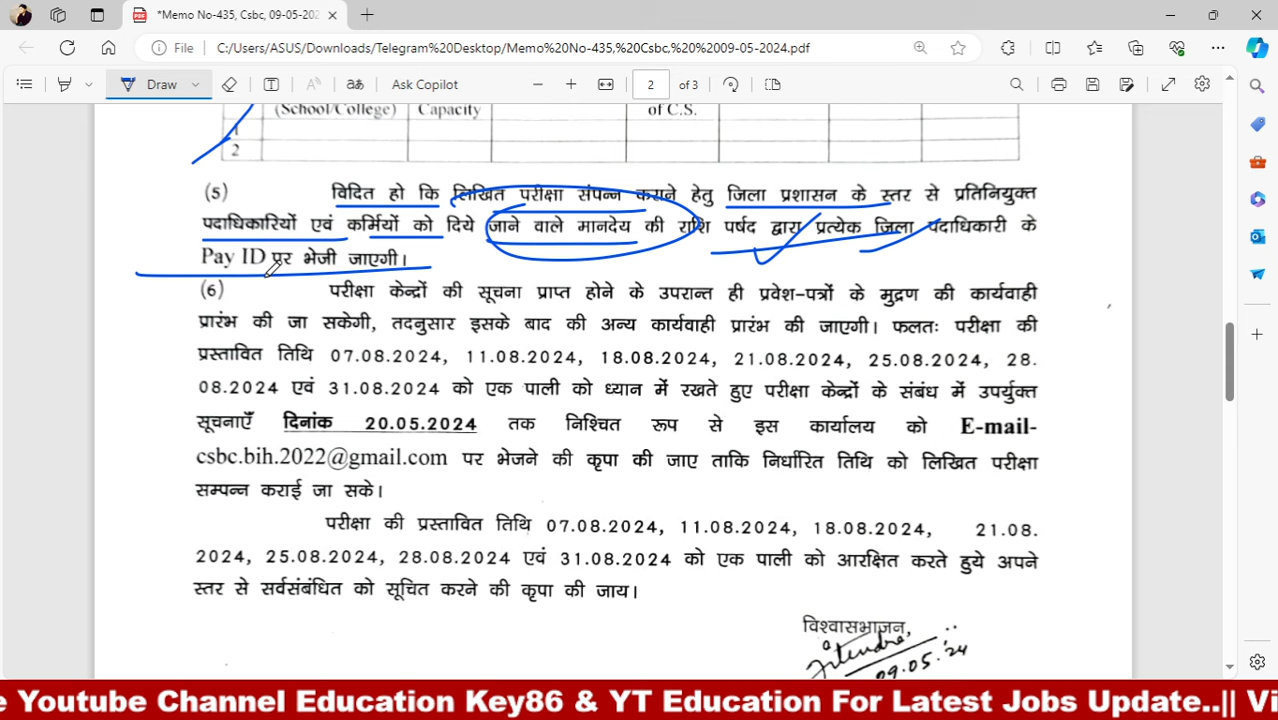 *Memo No-435, Csbc, 09-05-202
File C:/Users/ASUS/Downloads/Telegram%20Desktop/Memo%20No-435,%20Csbc,%20%2009-05-2024.pdf
Draw Ask Copilot 2 of 3
(School/College) Capacity of C.S.
1
2
(5) विदित हो कि लिखित परीक्षा संपन्न कराने हेतु जिला प्रशासन के स्तर से प्रतिनियुक्त
पदाधिकारियों एवं कर्मियों को दिये जाने वाले मानदेय की राशि पर्षद द्वारा प्रत्येक जिला पदाधिकारी के
Pay ID पर भेजी जाएगी।
(6) परीक्षा केन्द्रों की सूचना प्राप्त होने के उपरान्त ही प्रवेश-पत्रों के मुद्रण की कार्यवाही
प्रारंभ की जा सकेगी, तदनुसार इसके बाद की अन्य कार्यवाही प्रारंभ की जाएगी। फलतः परीक्षा की
प्रस्तावित तिथि 07.08.2024, 11.08.2024, 18.08.2024, 21.08.2024, 25.08.2024, 28.
08.2024 एवं 31.08.2024 को एक पाली को ध्यान में रखते हुए परीक्षा केन्द्रों के संबंध में उपर्युक्त
सूचनाएँ दिनांक 20.05.2024 तक निश्चित रूप से इस कार्यालय को E-mail-
csbc.bih.2022@gmail.com पर भेजने की कृपा की जाए ताकि निर्धारित तिथि को लिखित परीक्षा
सम्पन्न कराई जा सके।
परीक्षा की प्रस्तावित तिथि 07.08.2024, 11.08.2024, 18.08.2024, 21.08.
2024, 25.08.2024, 28.08.2024 एवं 31.08.2024 को एक पाली को आरक्षित करते हुये अपने
स्तर से सर्वसंबंधित को सूचित करने की कृपा की जाय।
विश्वासभाजन,
Jitendra
09.05.'24
e Youtube Channel Education Key86 & YT Education For Latest Jobs Update..|| Vi